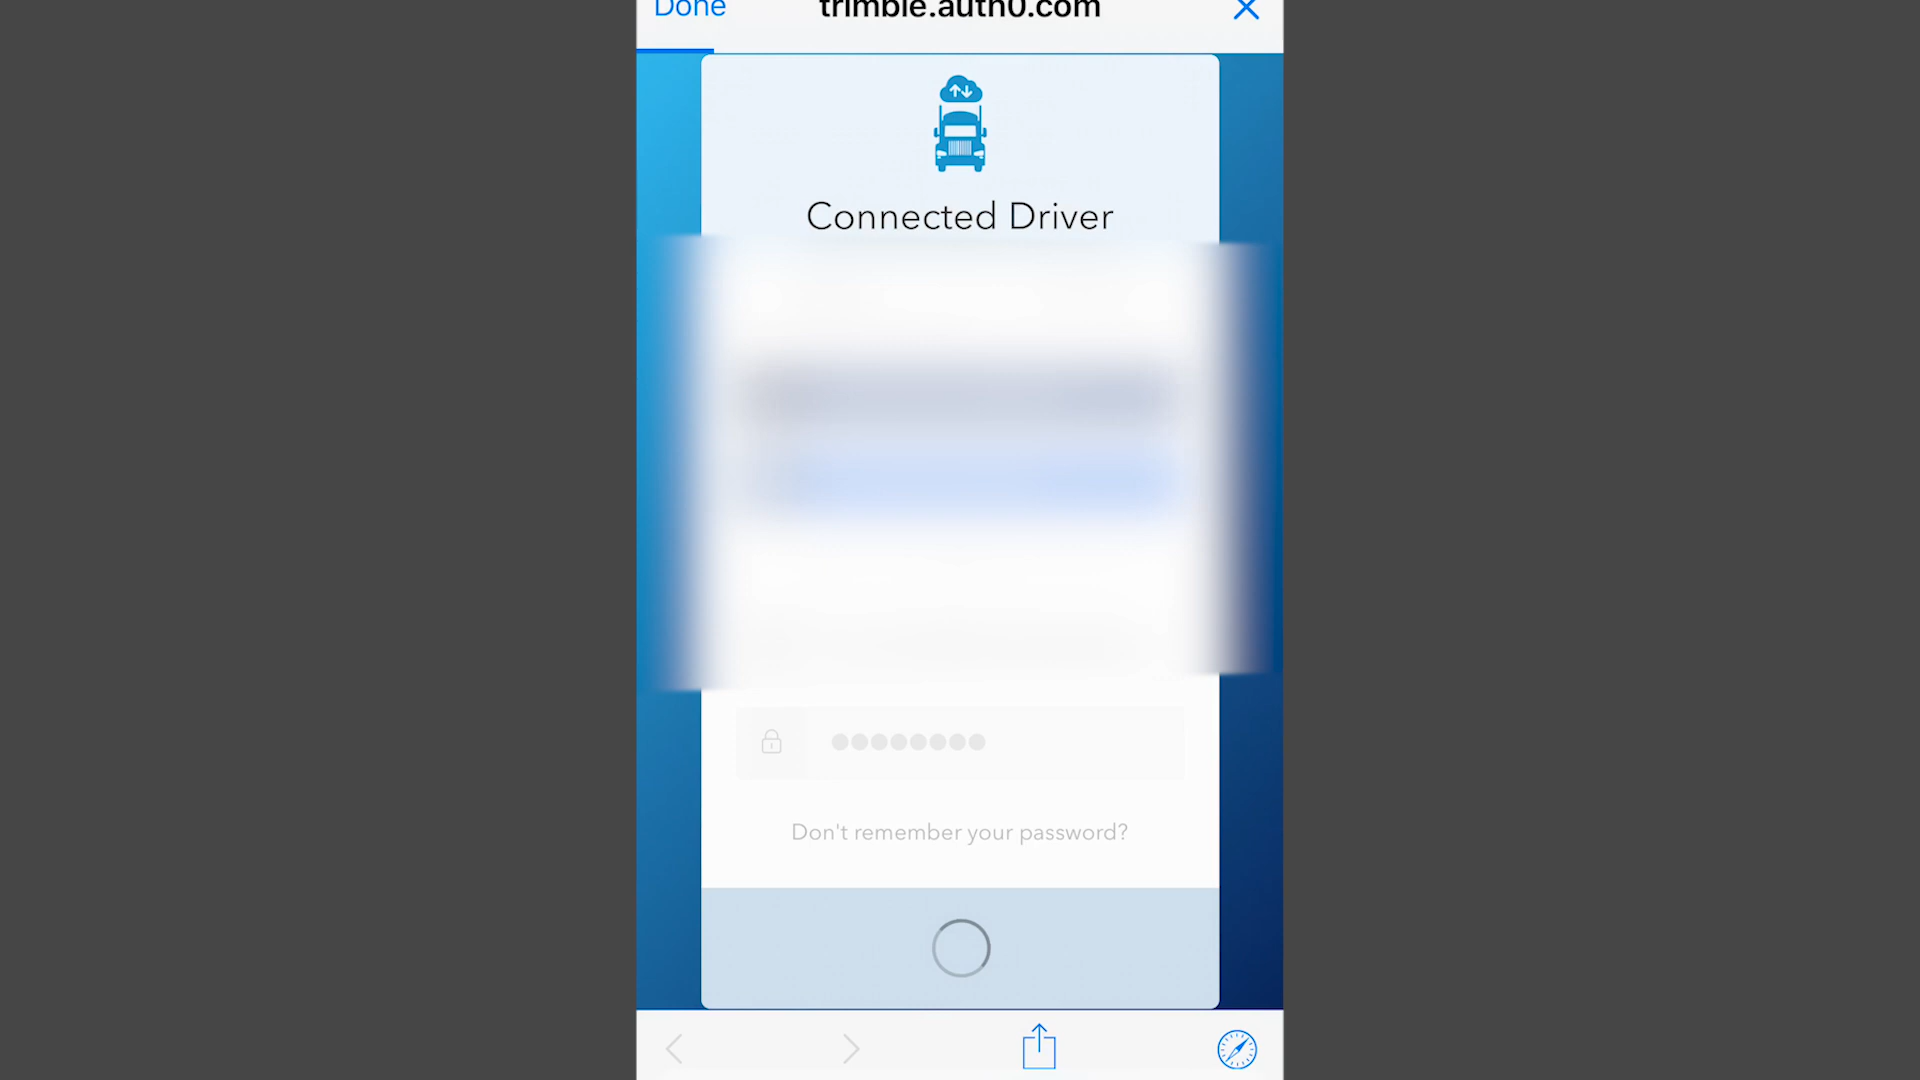 Done trimble.auth0.com
Connected Driver
Don't remember your password?